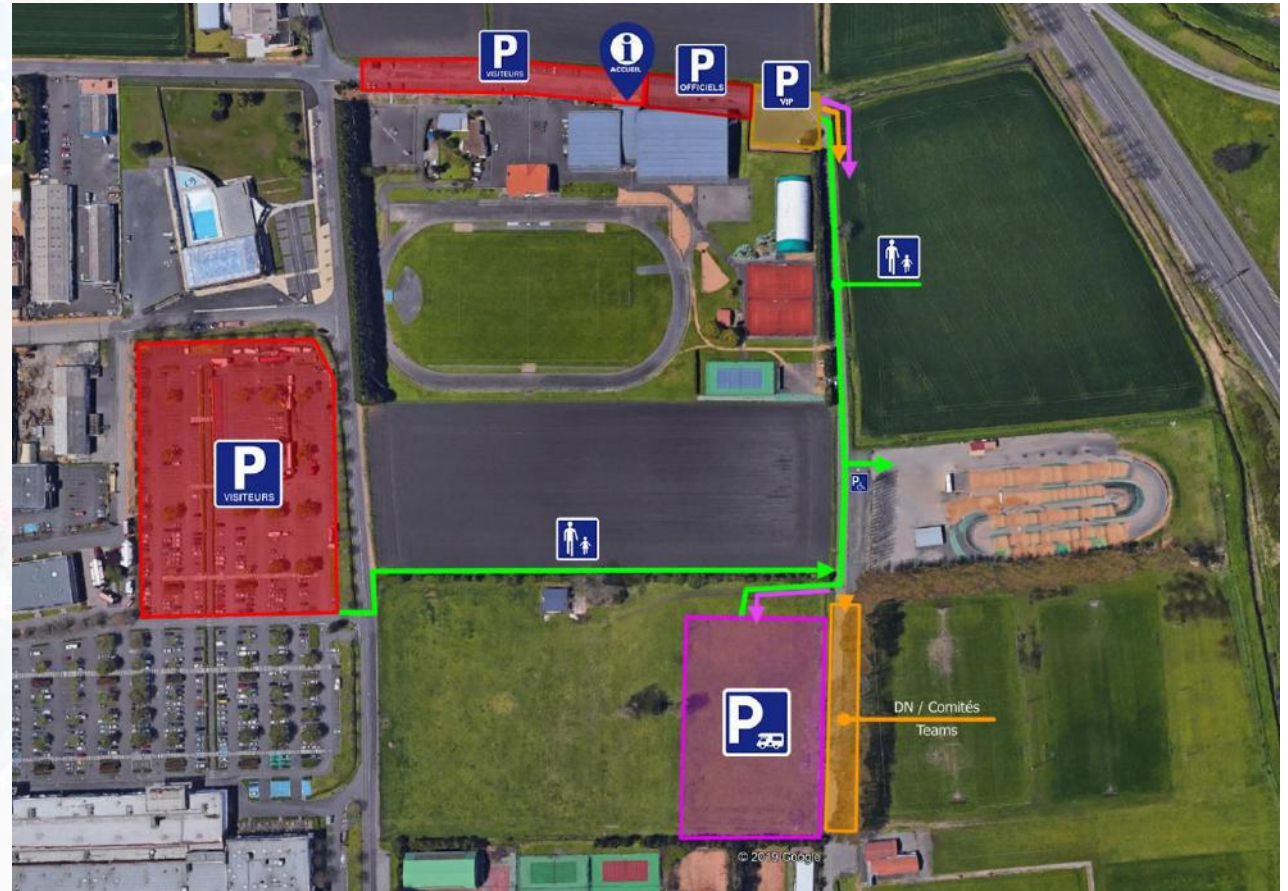 P
VISITEURS
i
ACCUEIL
P
OFFICIELS
P
VIP
P
VISITEURS
P
P
DN / Comités
Teams
© 2019 Google